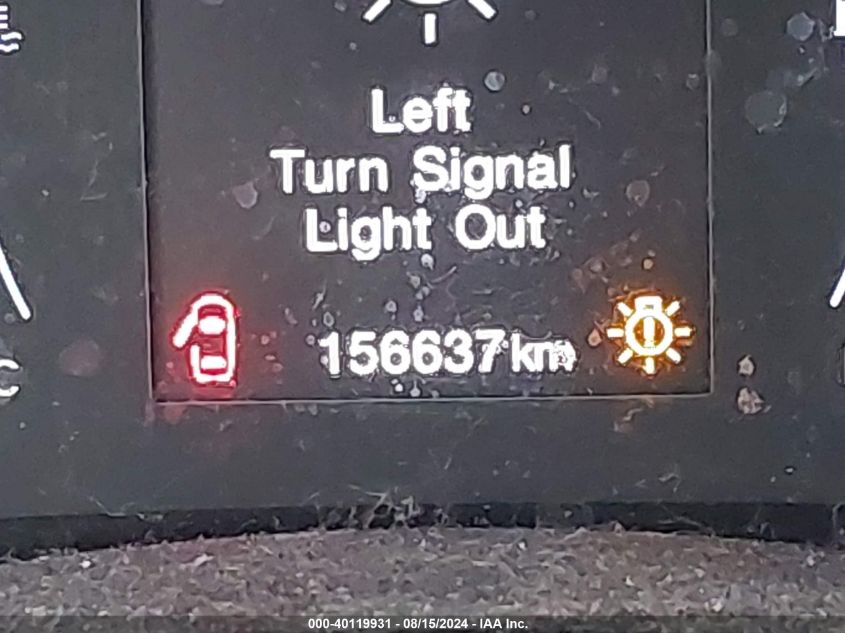 Left
Turn Signal
Light Out
156637 km
C
000-40119931 - 08/15/2024 - IAA Inc.